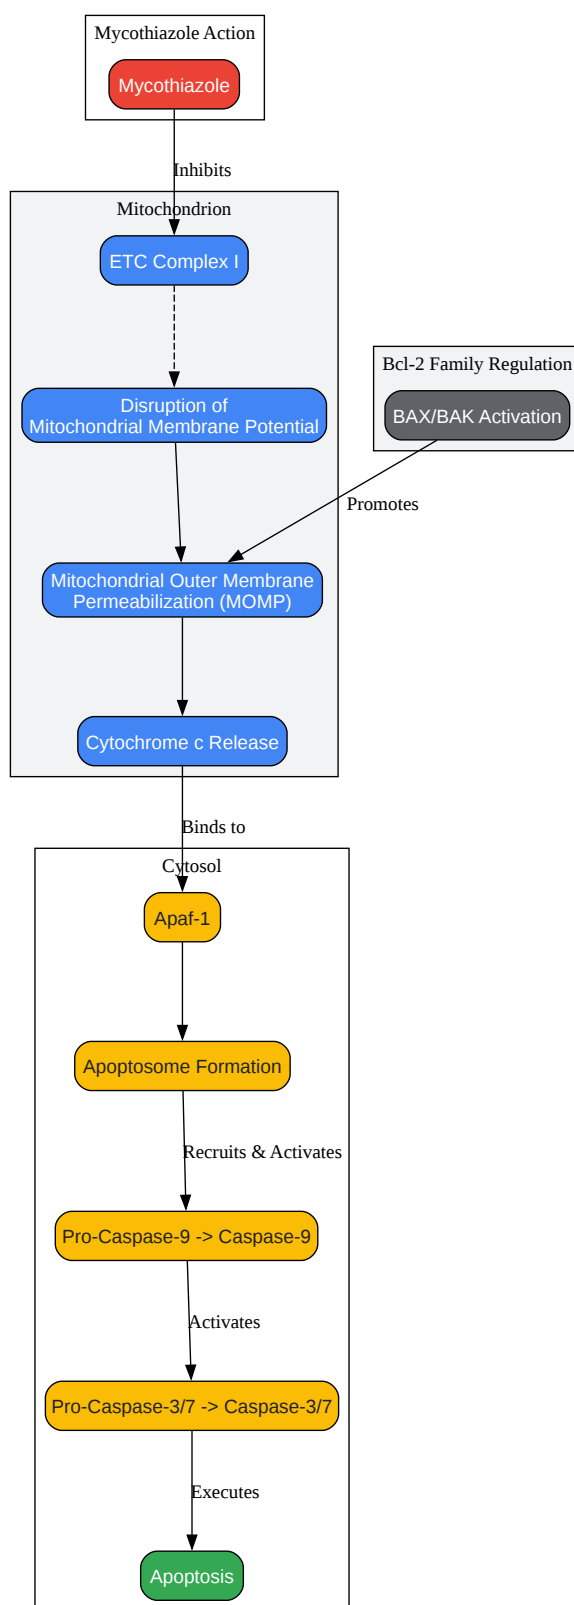 Mycothiazole Action
Mycothiazole
Inhibits
Mitochondrion
ETC Complex I
Bcl-2 Family Regulation
BAX/BAK Activation
Disruption of
Mitochondrial Membrane Potential
Promotes
Mitochondrial Outer Membrane
Permeabilization (MOMP)
Cytochrome c Release
Binds to
Cytosol
Apaf-1
Apoptosome Formation
Recruits & Activates
Pro-Caspase-9 -> Caspase-9
Activates
Pro-Caspase-3/7 -> Caspase-3/7
Executes
Apoptosis